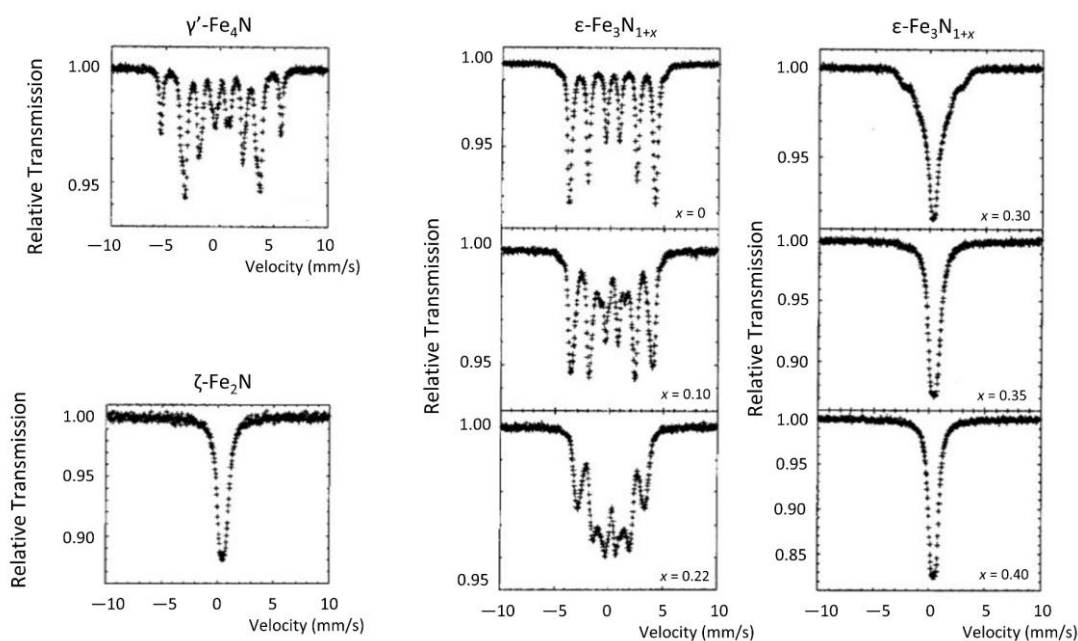 γ’-Fe4N
Relative Transmission
1.00
0.95
−10
−5
0
5
10
Velocity (mm/s)
ζ-Fe2N
Relative Transmission
1.00
0.95
0.90
−10
−5
0
5
10
Velocity (mm/s)
ε-Fe3N1+x
Relative Transmission
1.00
0.95
x = 0
1.00
0.95
x = 0.10
1.00
0.95
x = 0.22
−10
−5
0
5
10
Velocity (mm/s)
ε-Fe3N1+x
Relative Transmission
1.00
0.95
x = 0.30
1.00
0.95
0.90
x = 0.35
1.00
0.95
0.90
0.85
x = 0.40
−10
−5
0
5
10
Velocity (mm/s)